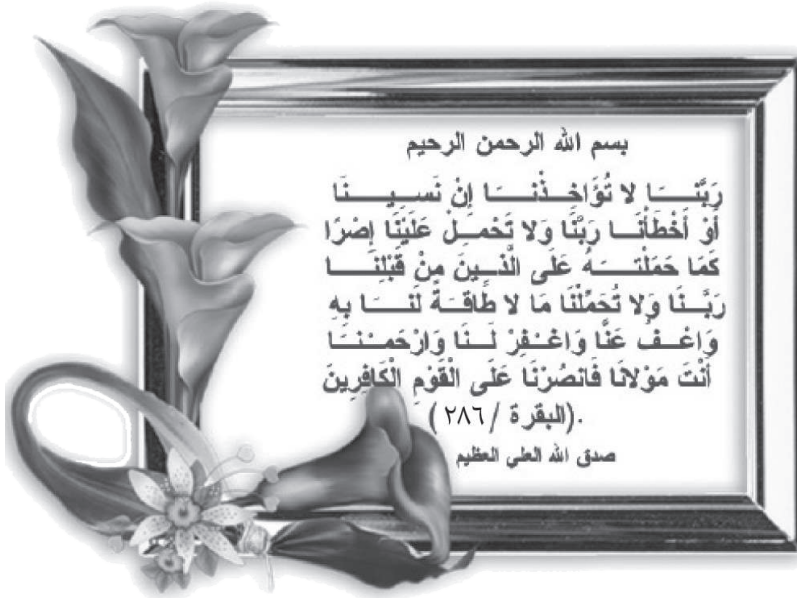 بسم الله الرحمن الرحيم
رَبَّنَا لا تُؤَاخِذْنَا إِنْ نَسِينَا
أَوْ أَخْطَأْنَا رَبَّنَا وَلا تَحْمِلْ عَلَيْنَا إِصْرًا
كَمَا حَمَلْتَهُ عَلَى الَّذِينَ مِنْ قَبْلِنَا
رَبَّنَا وَلا تُحَمِّلْنَا مَا لا طَاقَةَ لَنَا بِهِ
وَاعْفُ عَنَّا وَاغْفِرْ لَنَا وَارْحَمْنَا
أَنْتَ مَوْلانَا فَانصُرْنَا عَلَى الْقَوْمِ الْكَافِرِينَ
.(البقرة / ٢٨٦)
صدق الله العلي العظيم